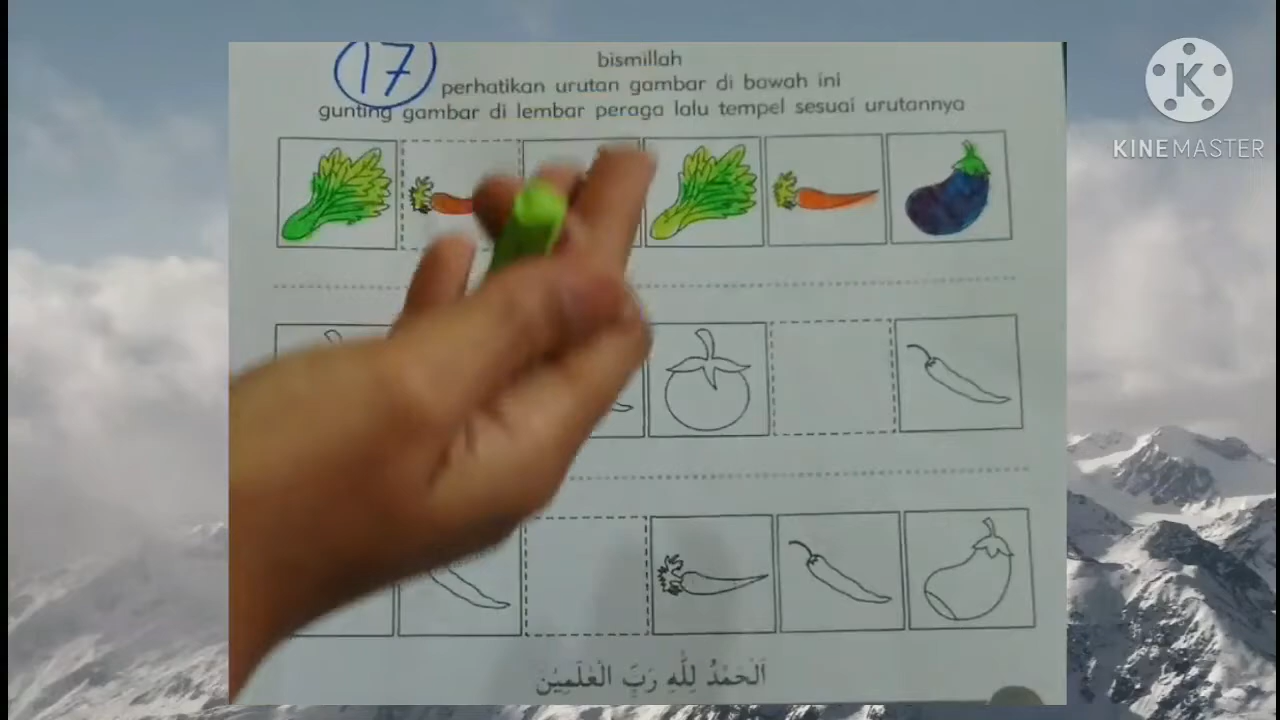 17
bismillah
perhatikan urutan gambar di bawah ini
gunting gambar di lembar peraga lalu tempel sesuai urutannya
KINEMASTER
اَلْحَمْدُ لِلّٰهِ رَبِّ الْعٰلَمِيْنَ